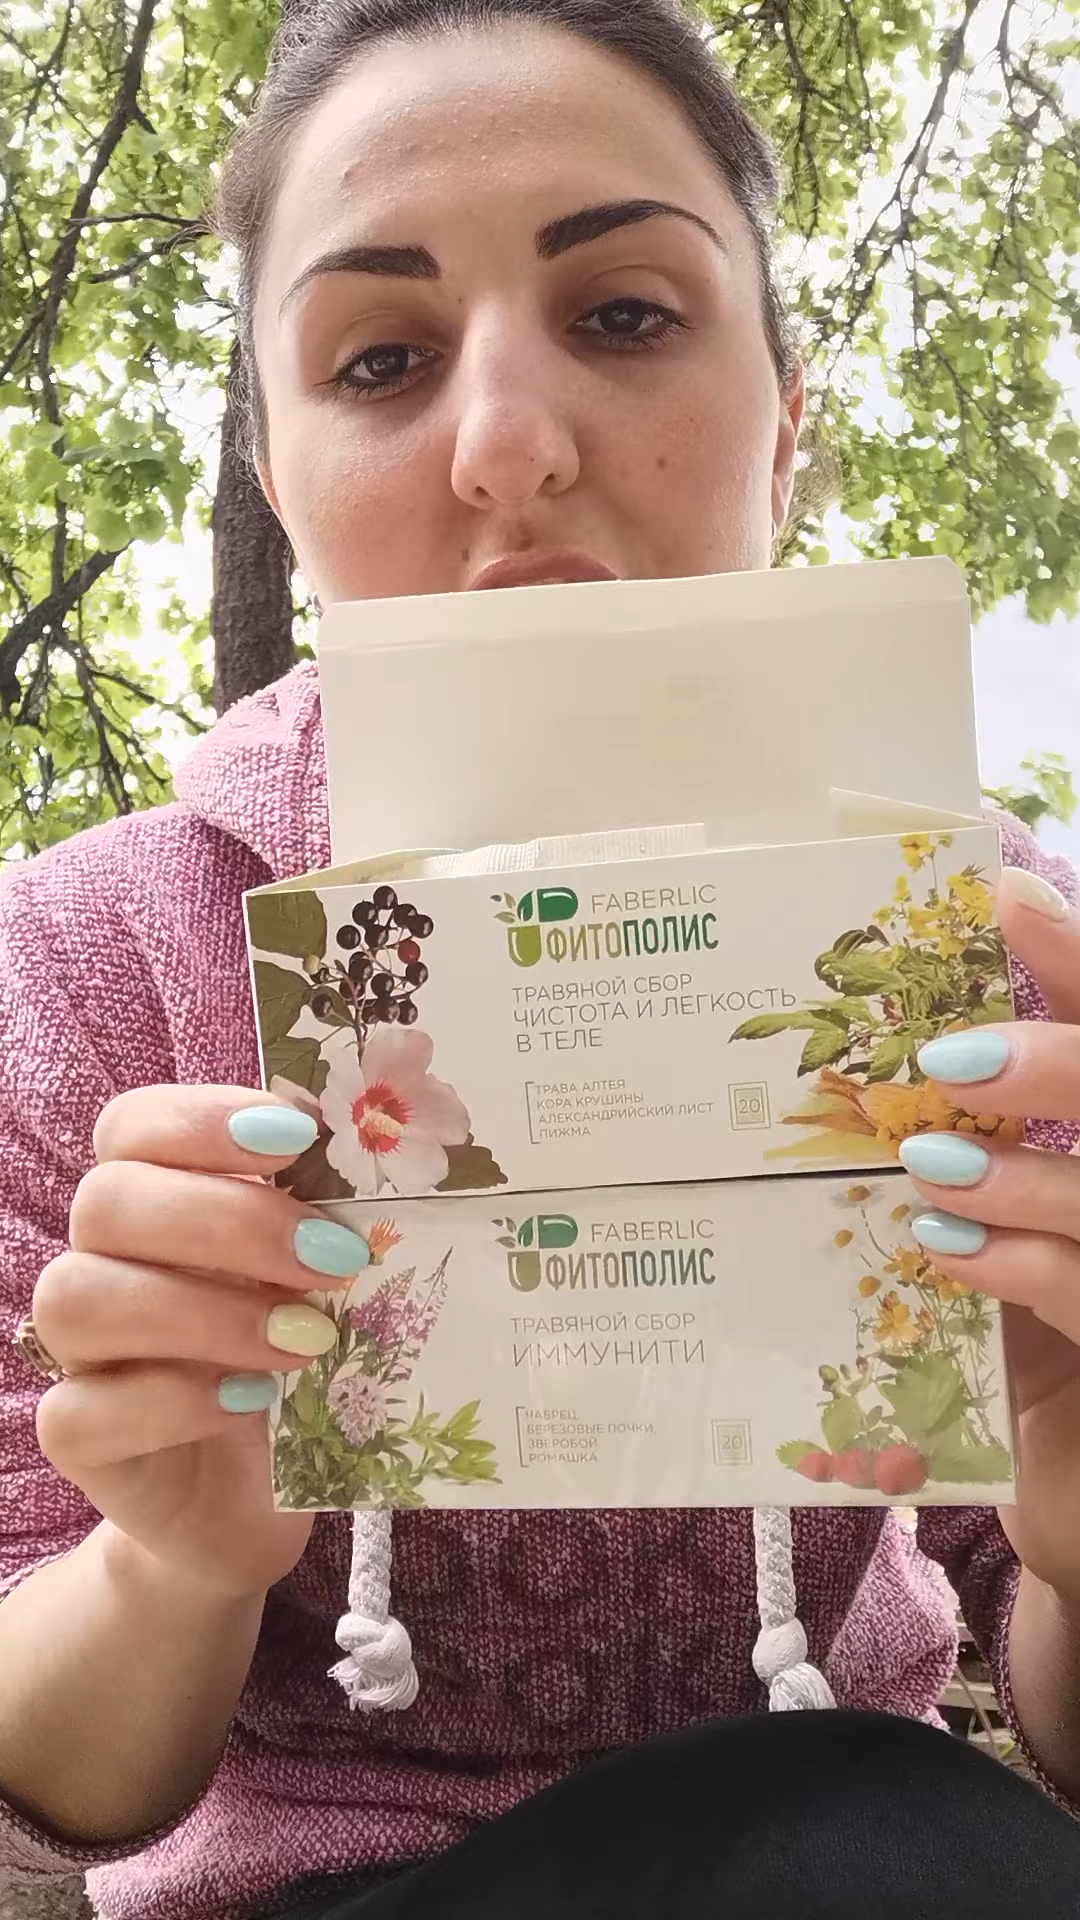 FABERLIC
ФИТОПОЛИС
ТРАВЯНОЙ СБОР
ЧИСТОТА И ЛЕГКОСТЬ
В ТЕЛЕ
ТРАВА АЛТЕЯ
КОРА КРУШИНЫ
АЛЕКСАНДРИЙСКИЙ ЛИСТ
ПИЖМА
20
FABERLIC
ФИТОПОЛИС
ТРАВЯНОЙ СБОР
ИММУНИТИ
ЧАБРЕЦ
БЕРЕЗОВЫЕ ПОЧКИ,
ЗВЕРОБОЙ
РОМАШКА
20